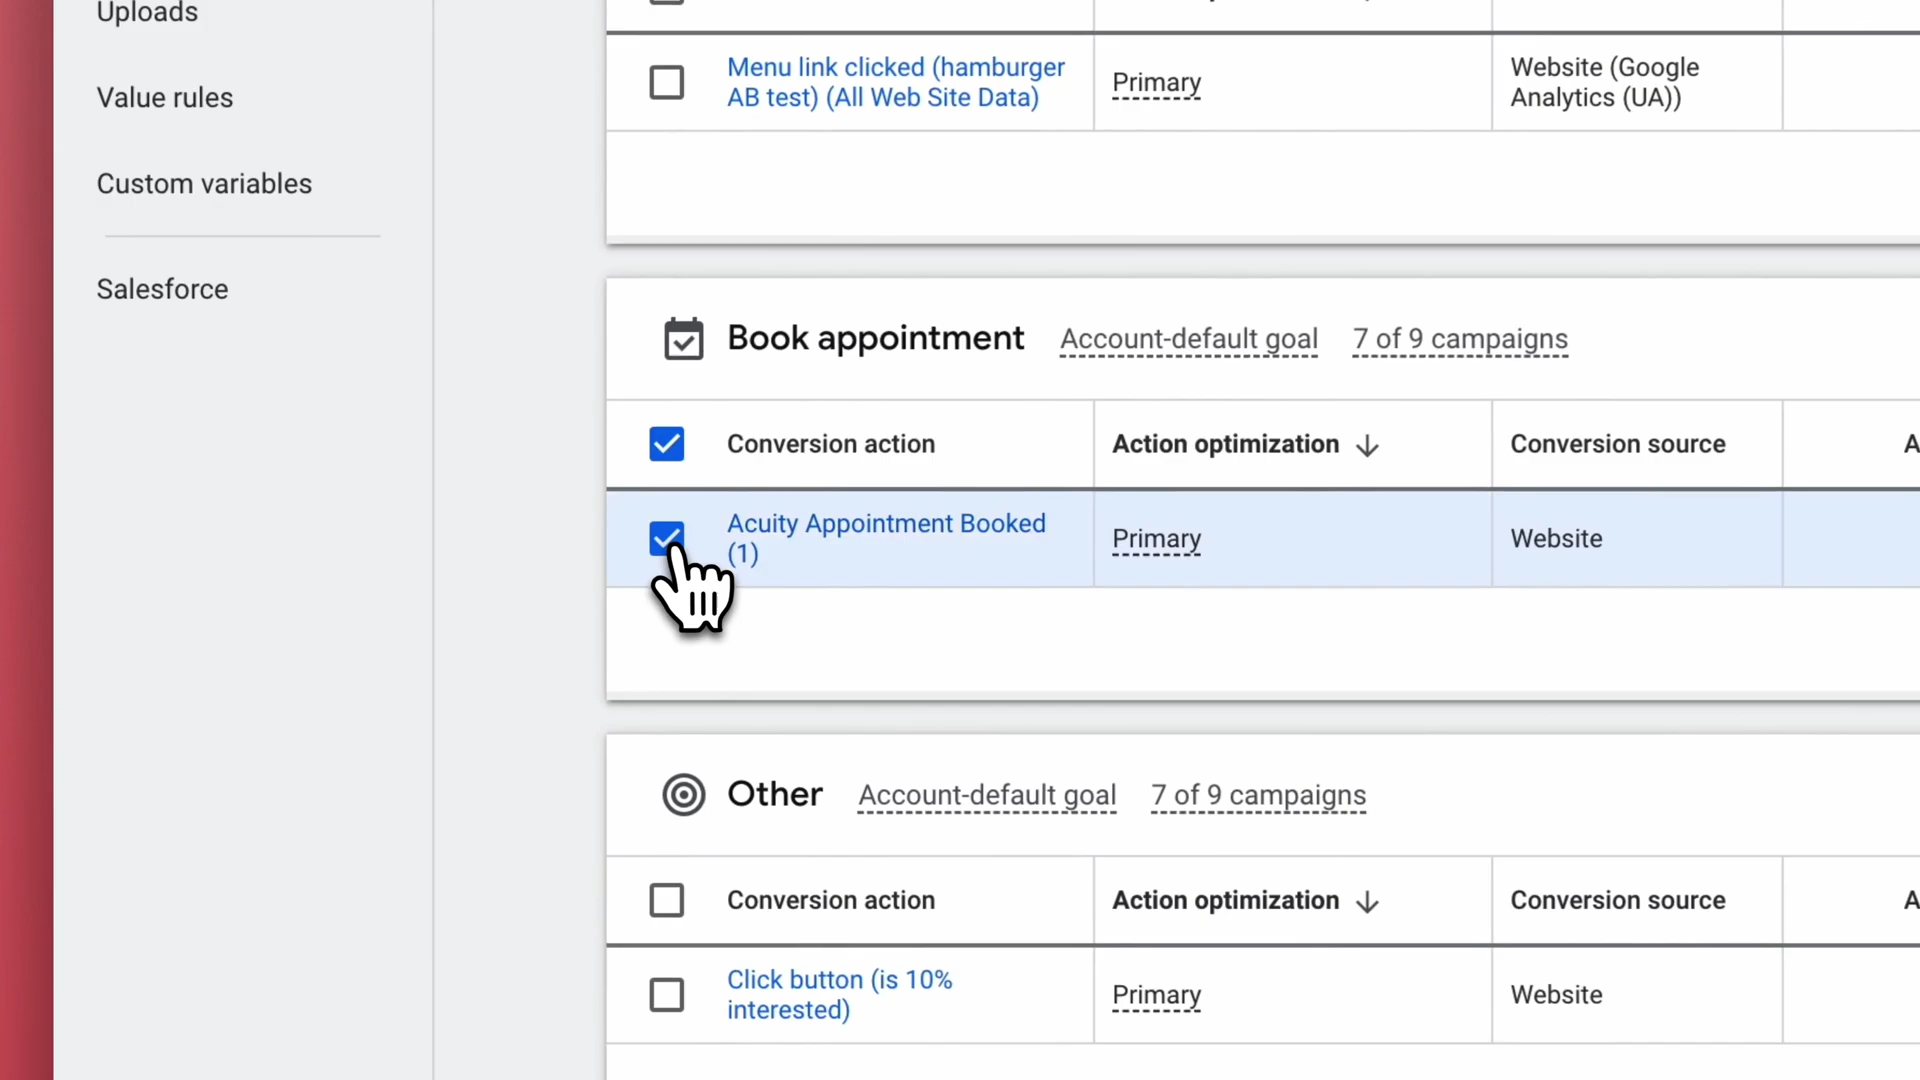 Uploads
Value rules
Custom variables
Salesforce
Menu link clicked (hamburger
AB test) (All Web Site Data)
Primary
Website (Google
Analytics (UA))
Book appointment
Account-default goal
7 of 9 campaigns
Conversion action
Action optimization
Conversion source
A
Acuity Appointment Booked
(1)
Primary
Website
Other
Account-default goal
7 of 9 campaigns
Conversion action
Action optimization
Conversion source
A
Click button (is 10%
interested)
Primary
Website